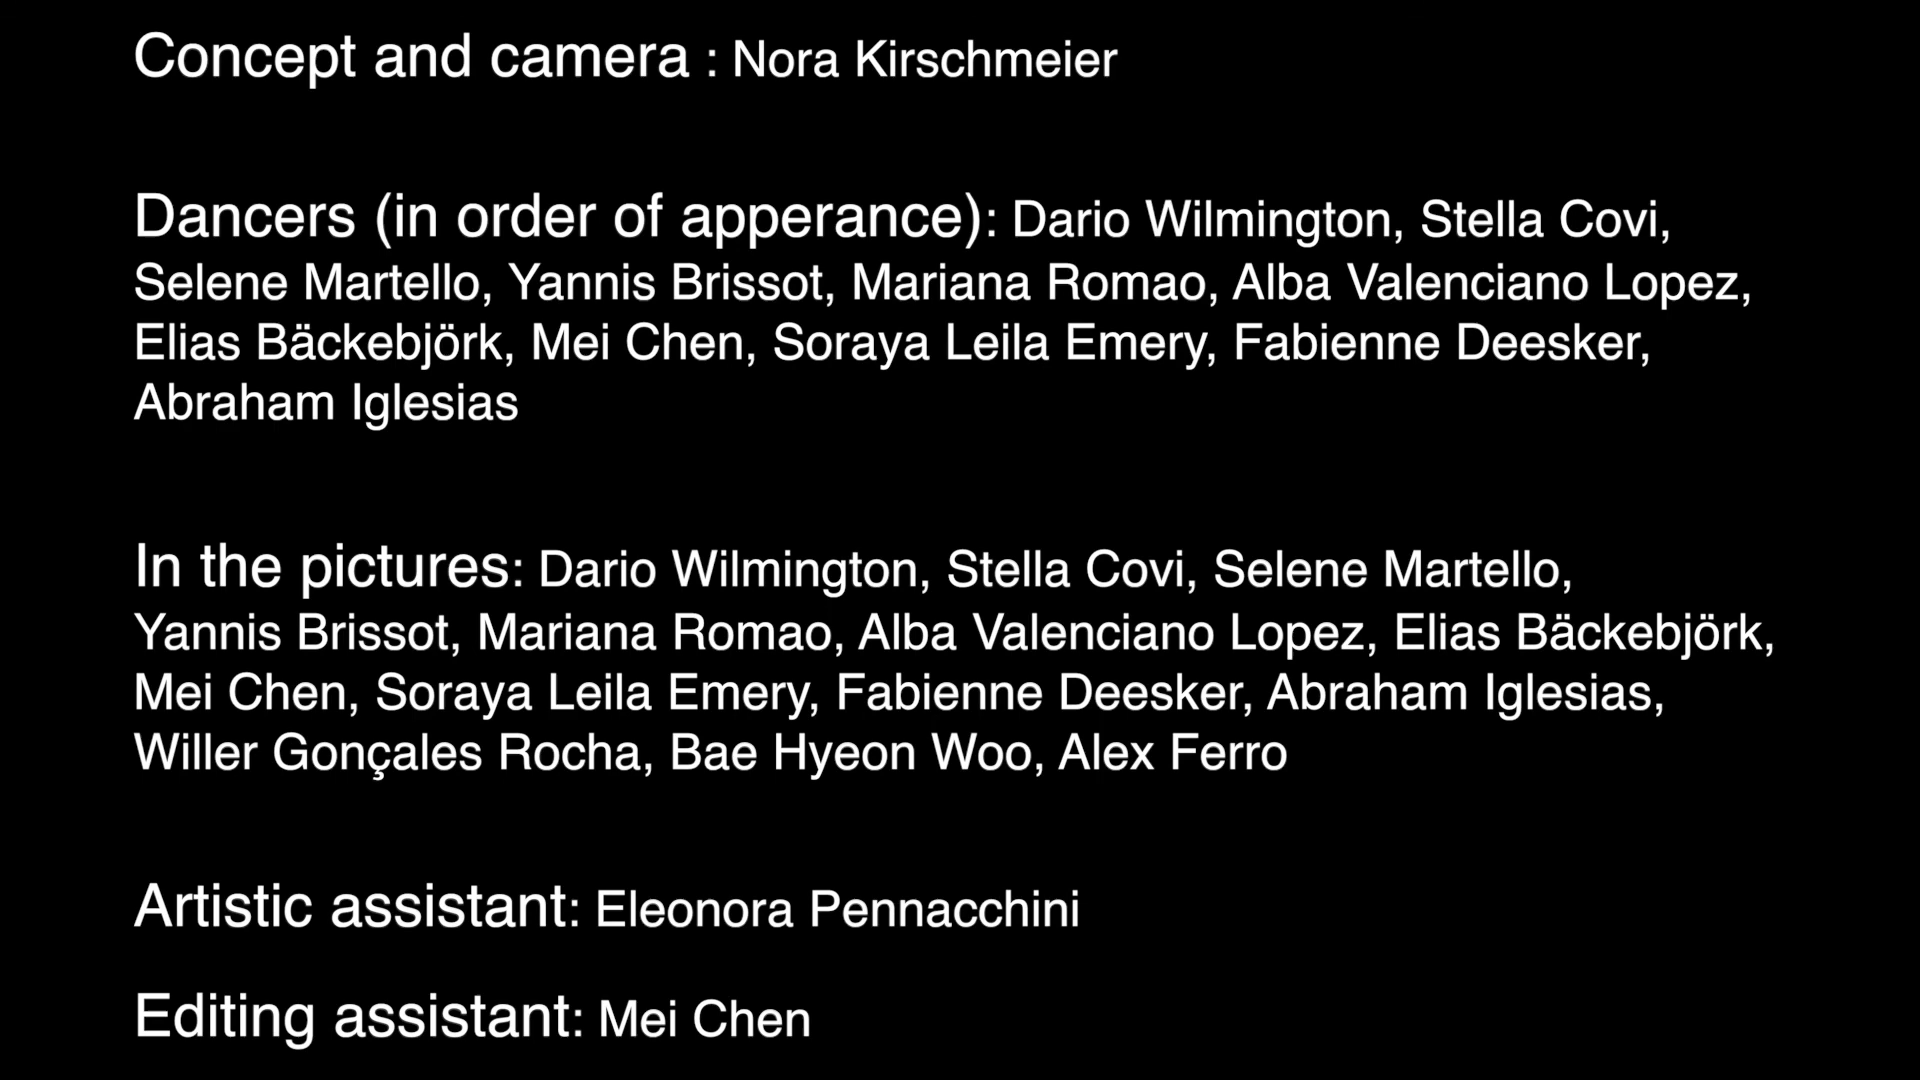 Concept and camera : Nora Kirschmeier
Dancers (in order of apperance): Dario Wilmington, Stella Covi,
Selene Martello, Yannis Brissot, Mariana Romao, Alba Valenciano Lopez,
Elias Bäckebjörk, Mei Chen, Soraya Leila Emery, Fabienne Deesker,
Abraham Iglesias
In the pictures: Dario Wilmington, Stella Covi, Selene Martello,
Yannis Brissot, Mariana Romao, Alba Valenciano Lopez, Elias Bäckebjörk,
Mei Chen, Soraya Leila Emery, Fabienne Deesker, Abraham Iglesias,
Willer Gonçales Rocha, Bae Hyeon Woo, Alex Ferro
Artistic assistant: Eleonora Pennacchini
Editing assistant: Mei Chen